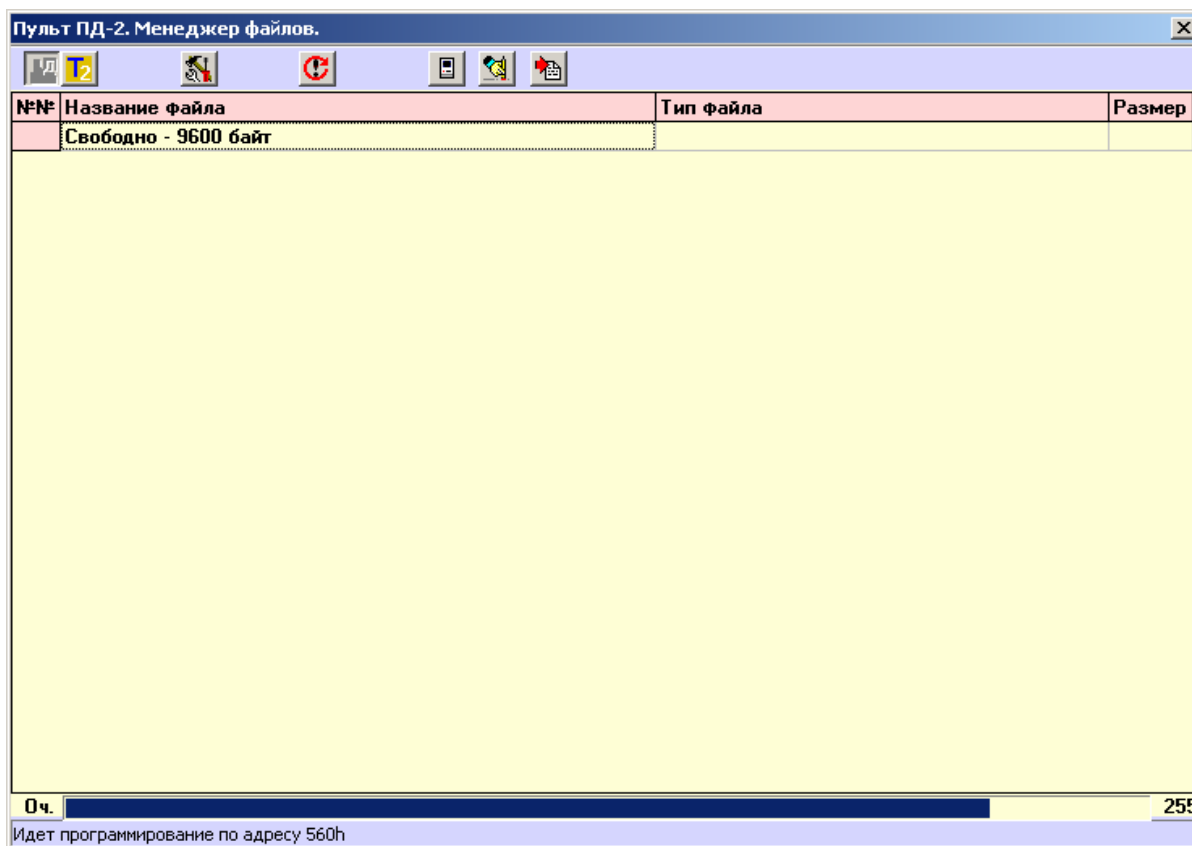 Пульт ПД-2. Менеджер файлов.
T2
№№ Название файла Тип файла Размер
Свободно - 9600 байт
Оч. 255
Идет программирование по адресу 560h